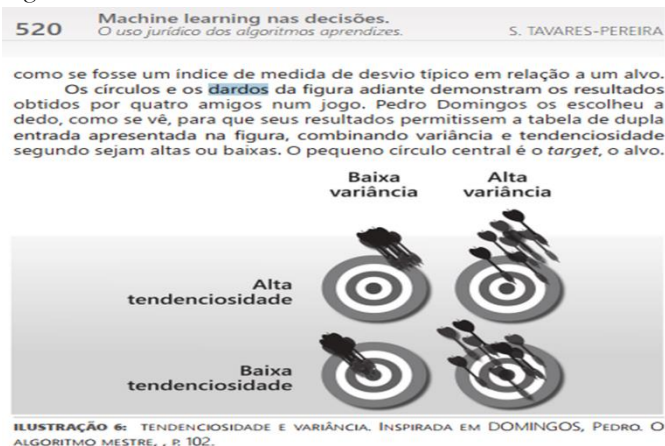 520
Machine learning nas decisões.
O uso jurídico dos algoritmos aprendizes.
S. TAVARES-PEREIRA
como se fosse um índice de medida de desvio típico em relação a um alvo.
Os círculos e os dardos da figura adiante demonstram os resultados
obtidos por quatro amigos num jogo. Pedro Domingos os escolheu a
dedo, como se vê, para que seus resultados permitissem a tabela de dupla
entrada apresentada na figura, combinando variância e tendenciosidade
segundo sejam altas ou baixas. O pequeno círculo central é o target, o alvo.
Baixa
variância
Alta
variância
Alta
tendenciosidade
Baixa
tendenciosidade
ILUSTRAÇÃO 6: TENDENCIOSIDADE E VARIÂNCIA. INSPIRADA EM DOMINGOS, PEDRO. O
ALGORITMO MESTRE, , P. 102.